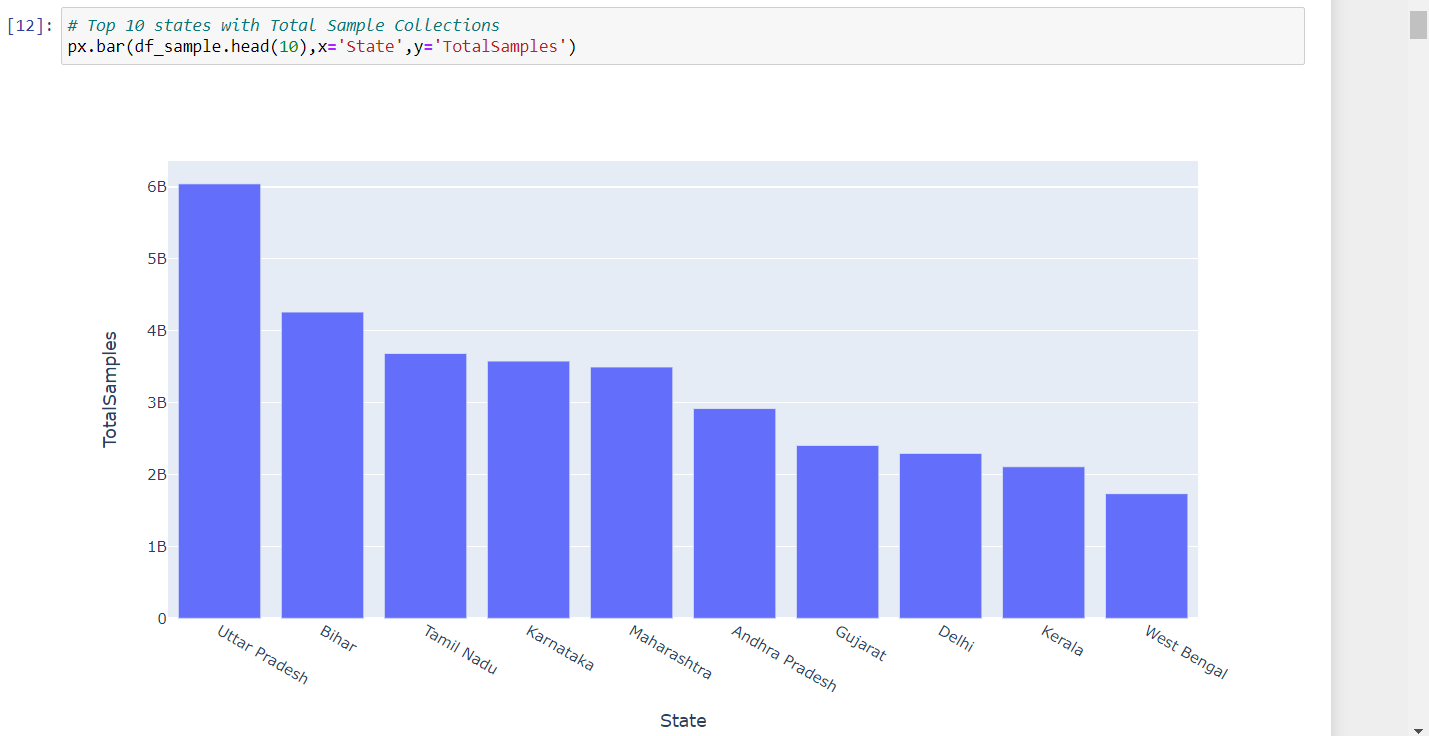 [12]:
# Top 10 states with Total Sample Collections
px.bar(df_sample.head(10),x='State',y='TotalSamples')
6B
5B
4B
3B
2B
1B
0
TotalSamples
Uttar Pradesh
Bihar
Tamil Nadu
Karnataka
Maharashtra
Andhra Pradesh
Gujarat
Delhi
Kerala
West Bengal
State